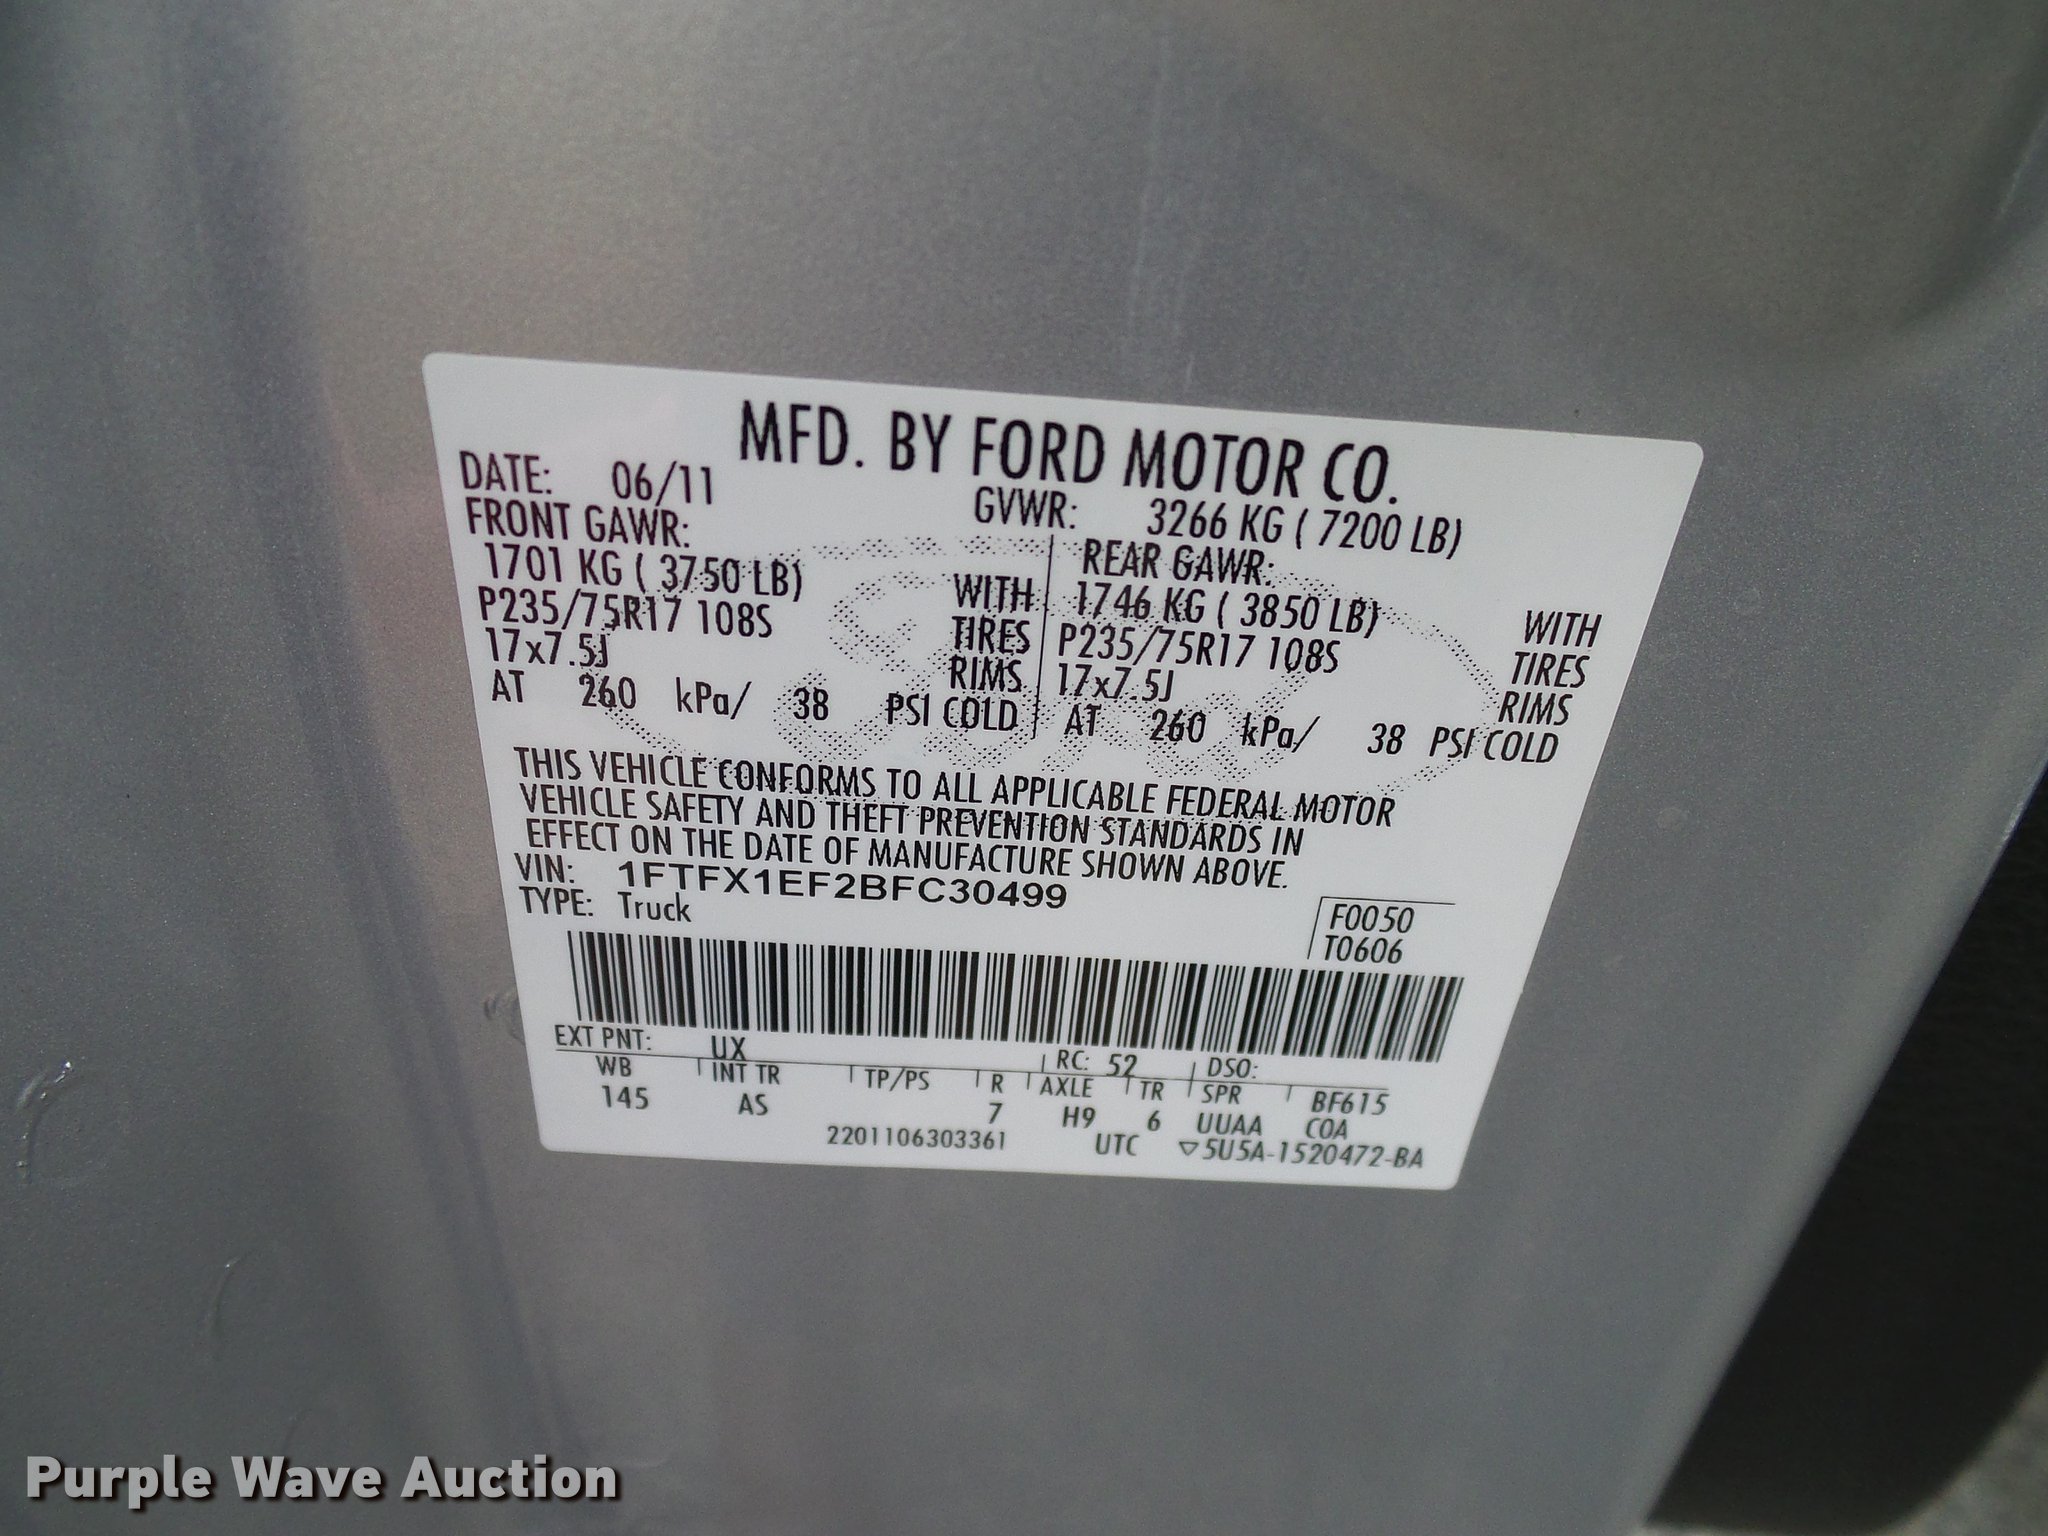 MFD. BY FORD MOTOR CO.
DATE: 06/11 GVWR: 3266 KG ( 7200 LB)
FRONT GAWR: REAR GAWR:
1701 KG ( 3750 LB) WITH 1746 KG ( 3850 LB) WITH
P235/75R17 108S TIRES P235/75R17 108S TIRES
17x7.5J RIMS 17x7.5J RIMS
AT 260 kPa/ 38 PSI COLD AT 260 kPa/ 38 PSI COLD
THIS VEHICLE CONFORMS TO ALL APPLICABLE FEDERAL MOTOR
VEHICLE SAFETY AND THEFT PREVENTION STANDARDS IN
EFFECT ON THE DATE OF MANUFACTURE SHOWN ABOVE.
VIN: 1FTFX1EF2BFC30499
TYPE: Truck
F0050
T0606
EXT PNT: UX RC: 52 DSO:
WB INT TR TP/PS R AXLE TR SPR BF615
145 AS 7 H9 6 UUAA COA
2201106303361 UTC ▽5U5A-1520472-BA
Purple Wave Auction